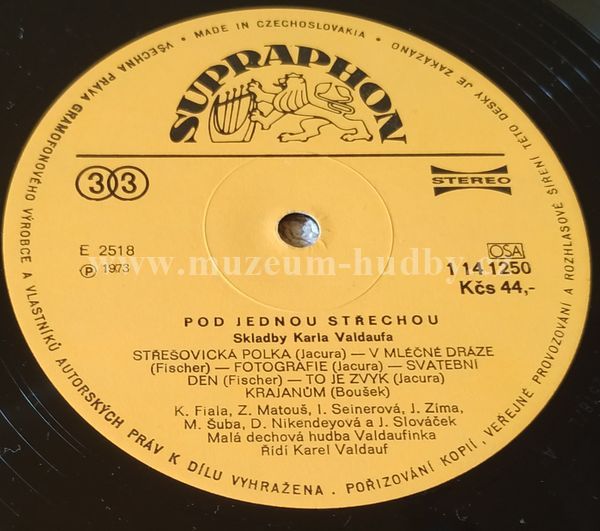 VŠECHNA PRÁVA GRAMOFONOVÉHO VÝROBCE A VLASTNÍKŮ AUTORSKÝCH PRÁV K DÍLU VYHRAŽENA. POŘIZOVÁNÍ KOPIÍ, VEŘEJNÉ PROVOZOVÁNÍ A ROZHLASOVÉ ŠÍŘENÍ TÉTO DESKY JE ZAKÁZÁNO • MADE IN CZECHOSLOVAKIA •
SUPRAPHON
33
STEREO
E 2518
OSA
P 1973
www.muzeum-hudby.cz
1 14 1250
Kčs 44,-
POD JEDNOU STŘECHOU
Skladby Karla Valdaufa
STŘEŠOVICKÁ POLKA (Jacura) — V MLÉČNÉ DRÁZE
(Fischer) — FOTOGRAFIE (Jacura) — SVATEBNÍ
DEN (Fischer) — TO JE ZVYK (Jacura)
KRAJANŮM (Boušek)
K. Fiala, Z. Matouš, I. Seinerová, J. Zíma,
M. Šuba, D. Nikendeyová a J. Slováček
Malá dechová hudba Valdaufinka
Řídí Karel Valdauf